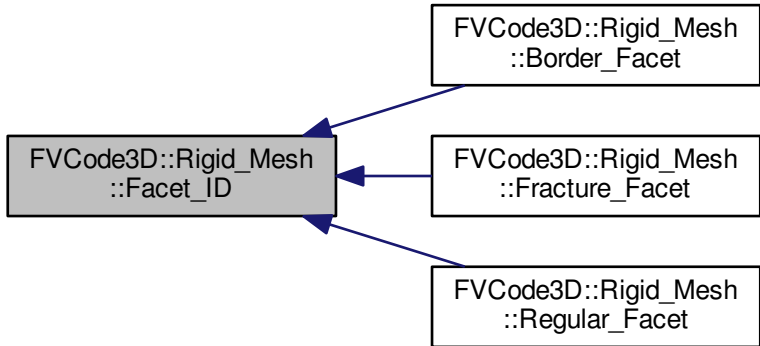 FVCode3D::Rigid_Mesh
::Facet_ID
FVCode3D::Rigid_Mesh
::Border_Facet
FVCode3D::Rigid_Mesh
::Fracture_Facet
FVCode3D::Rigid_Mesh
::Regular_Facet